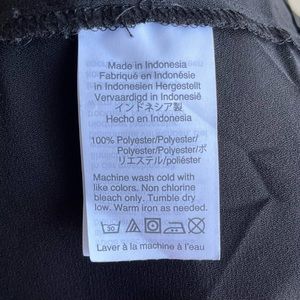 Made in Indonesia
Fabriqué en Indonésie
in Indonesien Hergestellt
Vervaardigd in Indonesië
インドネシア製
Hecho en Indonesia
100% Polyester/Polyester/
Polyester/Polyester/ポ
リエステル/poliéster
Machine wash cold with
like colors. Non chlorine
bleach only. Tumble dry
low. Warm iron as needed.
30
Laver à la machine à l'eau